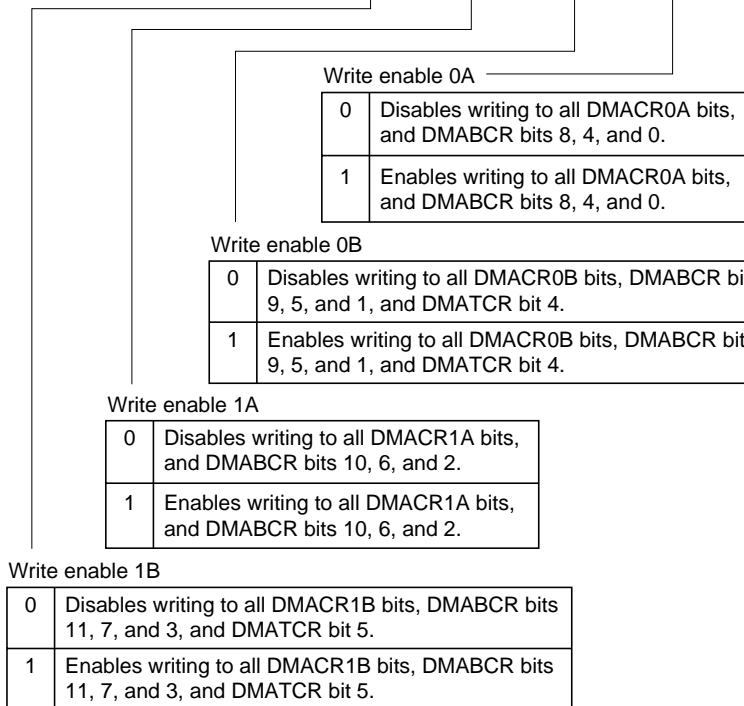 Write enable 0A
0 Disables writing to all DMACR0A bits,
and DMABCR bits 8, 4, and 0.
1 Enables writing to all DMACR0A bits,
and DMABCR bits 8, 4, and 0.
Write enable 0B
0 Disables writing to all DMACR0B bits, DMABCR
9, 5, and 1, and DMATCR bit 4.
1 Enables writing to all DMACR0B bits, DMABCR
9, 5, and 1, and DMATCR bit 4.
Write enable 1A
0 Disables writing to all DMACR1A bits,
and DMABCR bits 10, 6, and 2.
1 Enables writing to all DMACR1A bits,
and DMABCR bits 10, 6, and 2.
Write enable 1B
0 Disables writing to all DMACR1B bits, DMABCR bits
11, 7, and 3, and DMATCR bit 5.
1 Enables writing to all DMACR1B bits, DMABCR bits
11, 7, and 3, and DMATCR bit 5.